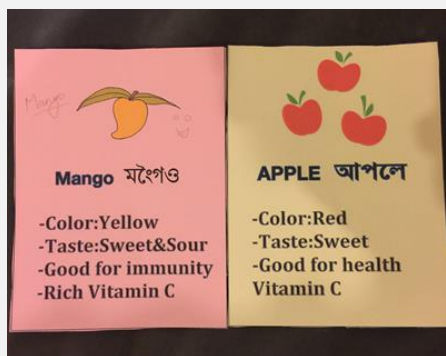 Mango
Mango মংৈগও
-Color:Yellow
-Taste:Sweet&Sour
-Good for immunity
-Rich Vitamin C
APPLE আপলে
-Color:Red
-Taste:Sweet
-Good for health
Vitamin C